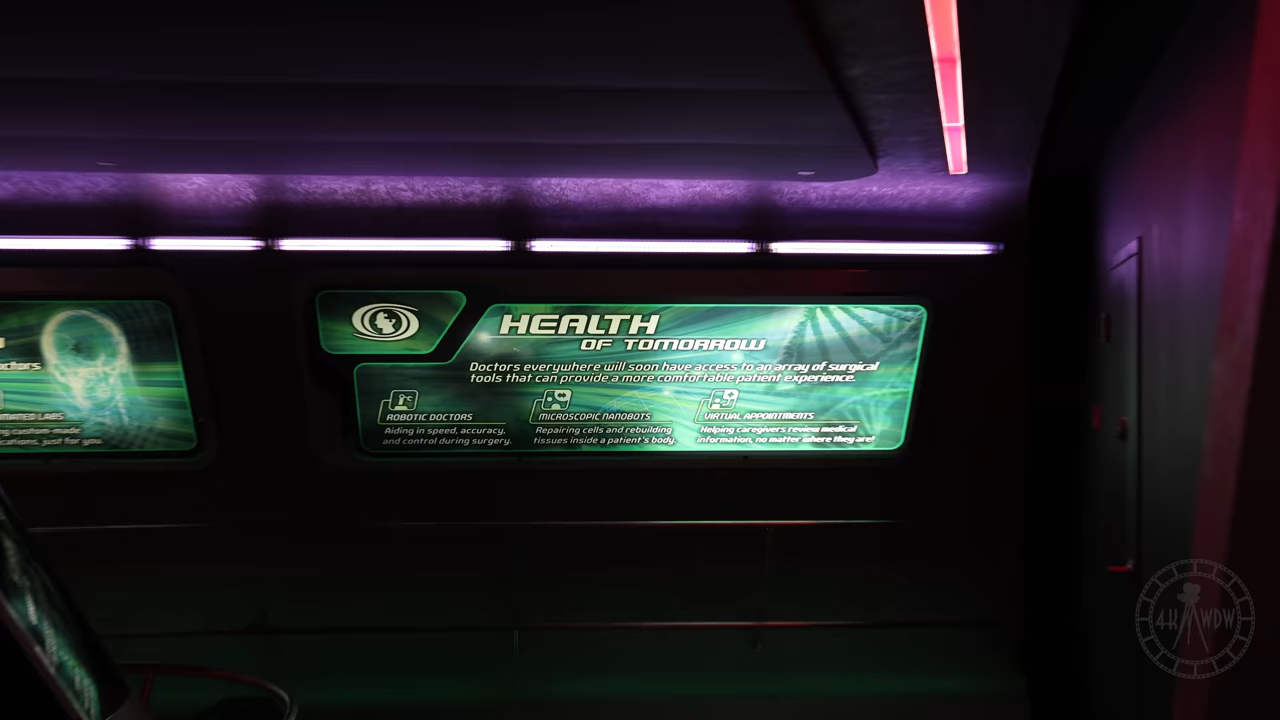 HEALTH
OF TOMORROW
Doctors everywhere will soon have access to an array of surgical
tools that can provide a more comfortable patient experience.
ROBOTIC DOCTORS
Aiding in speed, accuracy,
and control during surgery.
MICROSCOPIC NANOBOTS
Repairing cells and rebuilding
tissues inside a patient's body.
VIRTUAL APPOINTMENTS
Helping caregivers review medical
information, no matter where they are!
LABS
just for you.
4K WDW